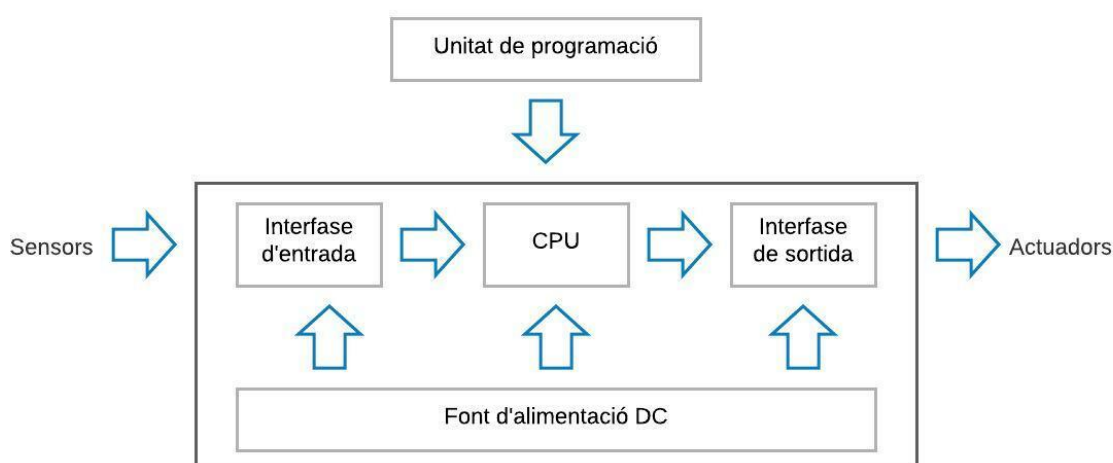 Unitat de programació
Sensors
Interfase
d'entrada
CPU
Interfase
de sortida
Actuadors
Font d'alimentació DC